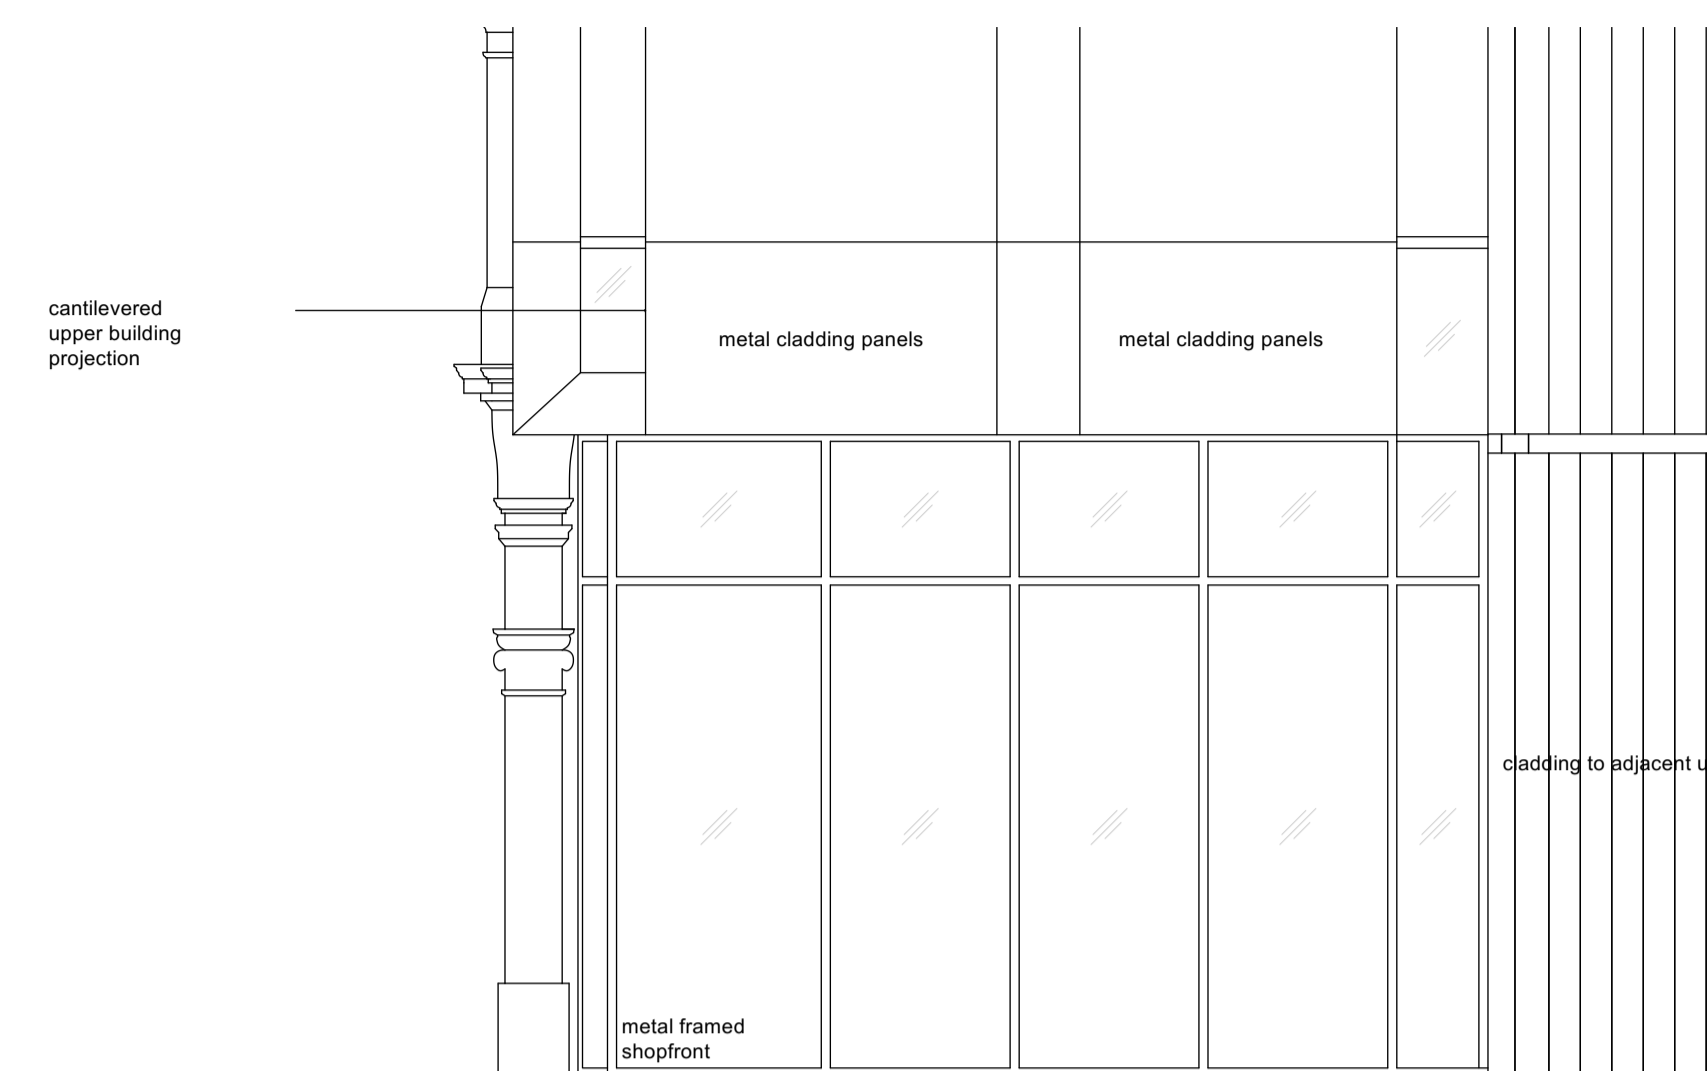 cantilevered
upper building
projection
metal cladding panels
metal cladding panels
cladding to adjacent u
metal framed
shopfront